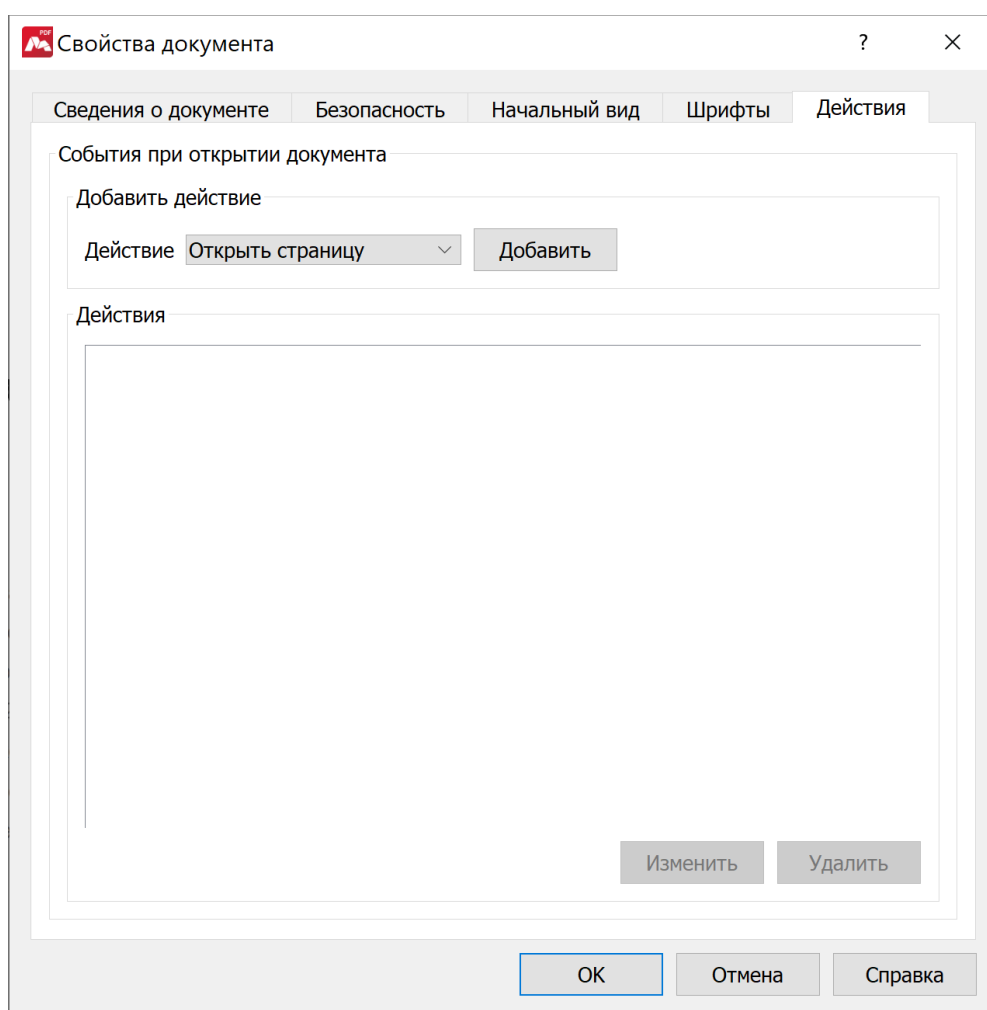 PDF
Свойства документа ?
Сведения о документе Безопасность Начальный вид Шрифты Действия
События при открытии документа
Добавить действие
Действие Открыть страницу Добавить
Действия
Изменить Удалить
OK Отмена Справка